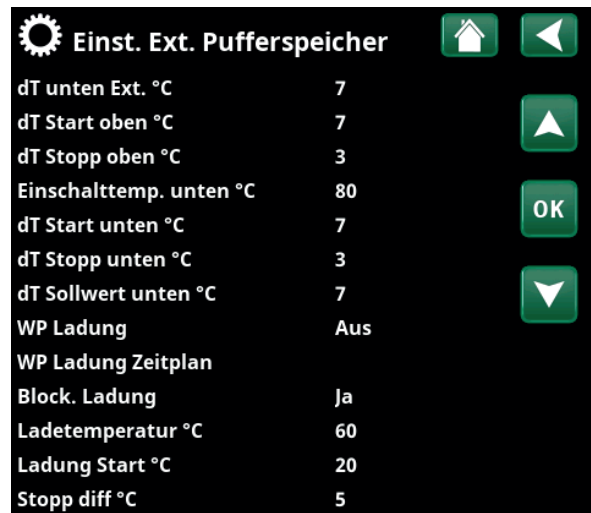 Einst. Ext. Pufferspeicher
dT unten Ext. °C 7
dT Start oben °C 7
dT Stopp oben °C 3
Einschalttemp. unten °C 80
dT Start unten °C 7
dT Stopp unten °C 3
dT Sollwert unten °C 7
WP Ladung Aus
WP Ladung Zeitplan
Block. Ladung Ja
Ladetemperatur °C 60
Ladung Start °C 20
Stopp diff °C 5
OK